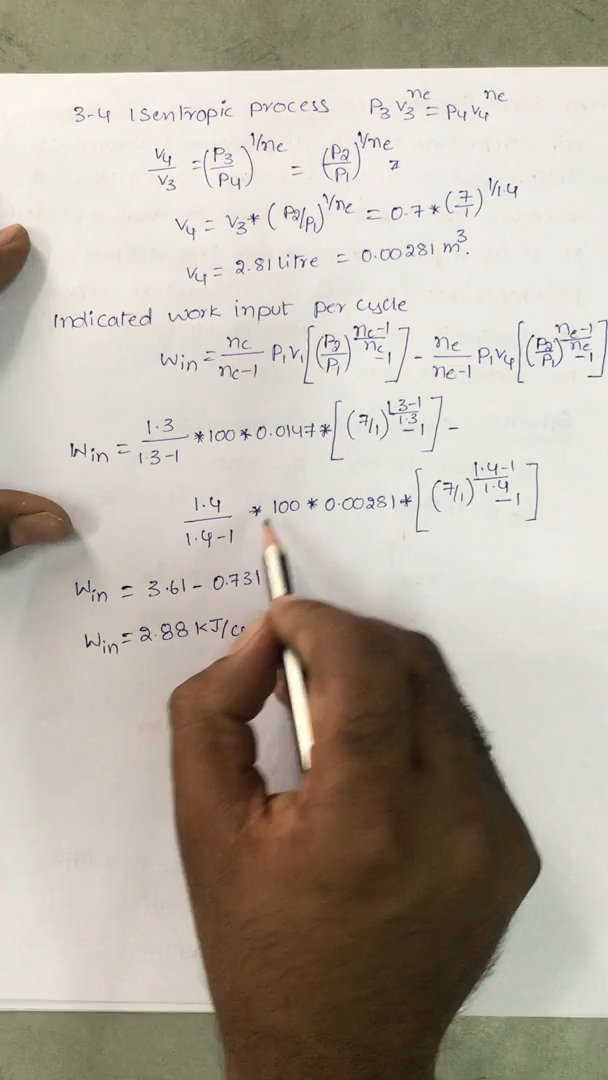 3-4 Isentropic process P₃V₃^ne = P₄V₄^ne
V₄/V₃ = (P₃/P₄)^1/ne = (P₂/P₁)^1/ne =
V₄ = V₃ * (P₂/P₁)^1/ne = 0.7 * (7/1)^1/1.4
V₄ = 2.81 litre = 0.00281 m³.
Indicated work input per cycle
Win = nc/nc-1 P₁V₁[(P₂/P₁)^nc-1/nc -1] - ne/ne-1 P₁V₄[(P₂/P₁)^ne-1/ne -1]
Win = 1.3/1.3-1 *100*0.0147*[(7/1)^1.3-1/1.3 -1] -
1.4/1.4-1 * 100 * 0.00281 * [(7/1)^1.4-1/1.4 -1]
Win = 3.61 - 0.731
Win = 2.88 KJ/